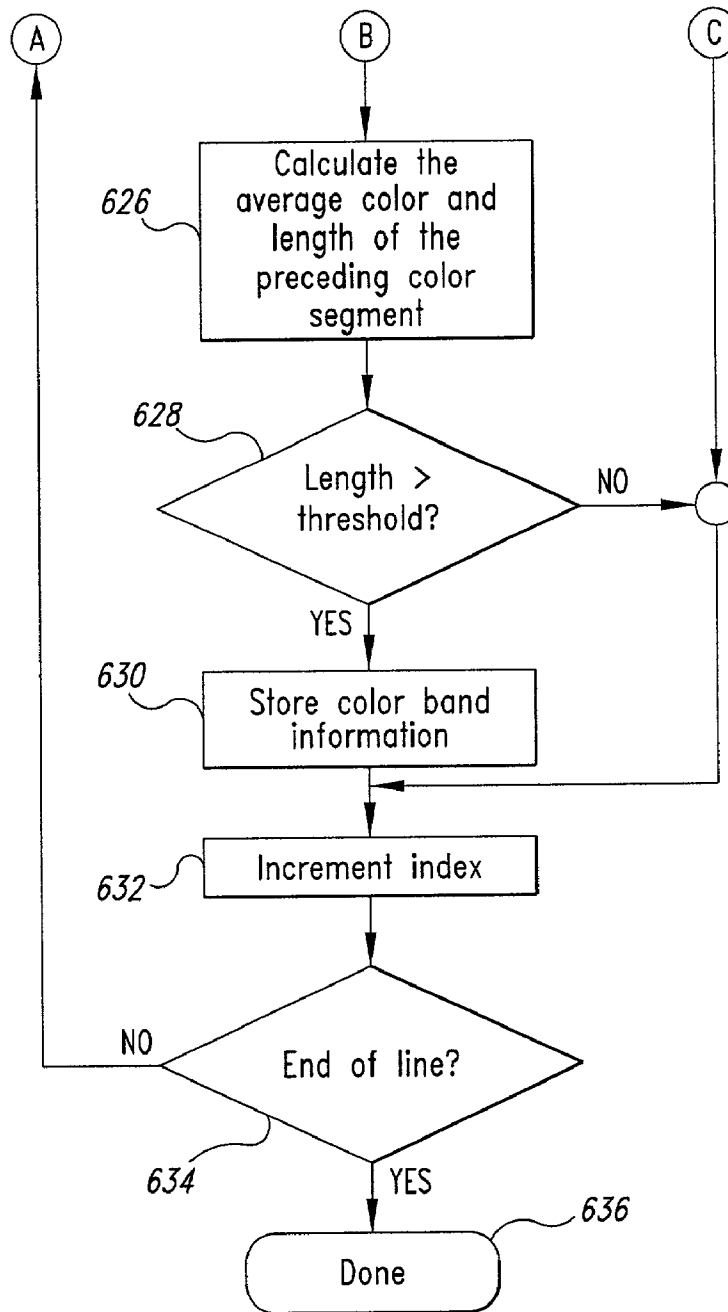 A
B
C
626
Calculate the
average color and
length of the
preceding color
segment
628
Length >
threshold?
NO
YES
630
Store color band
information
632
Increment index
NO
End of line?
634
YES
636
Done